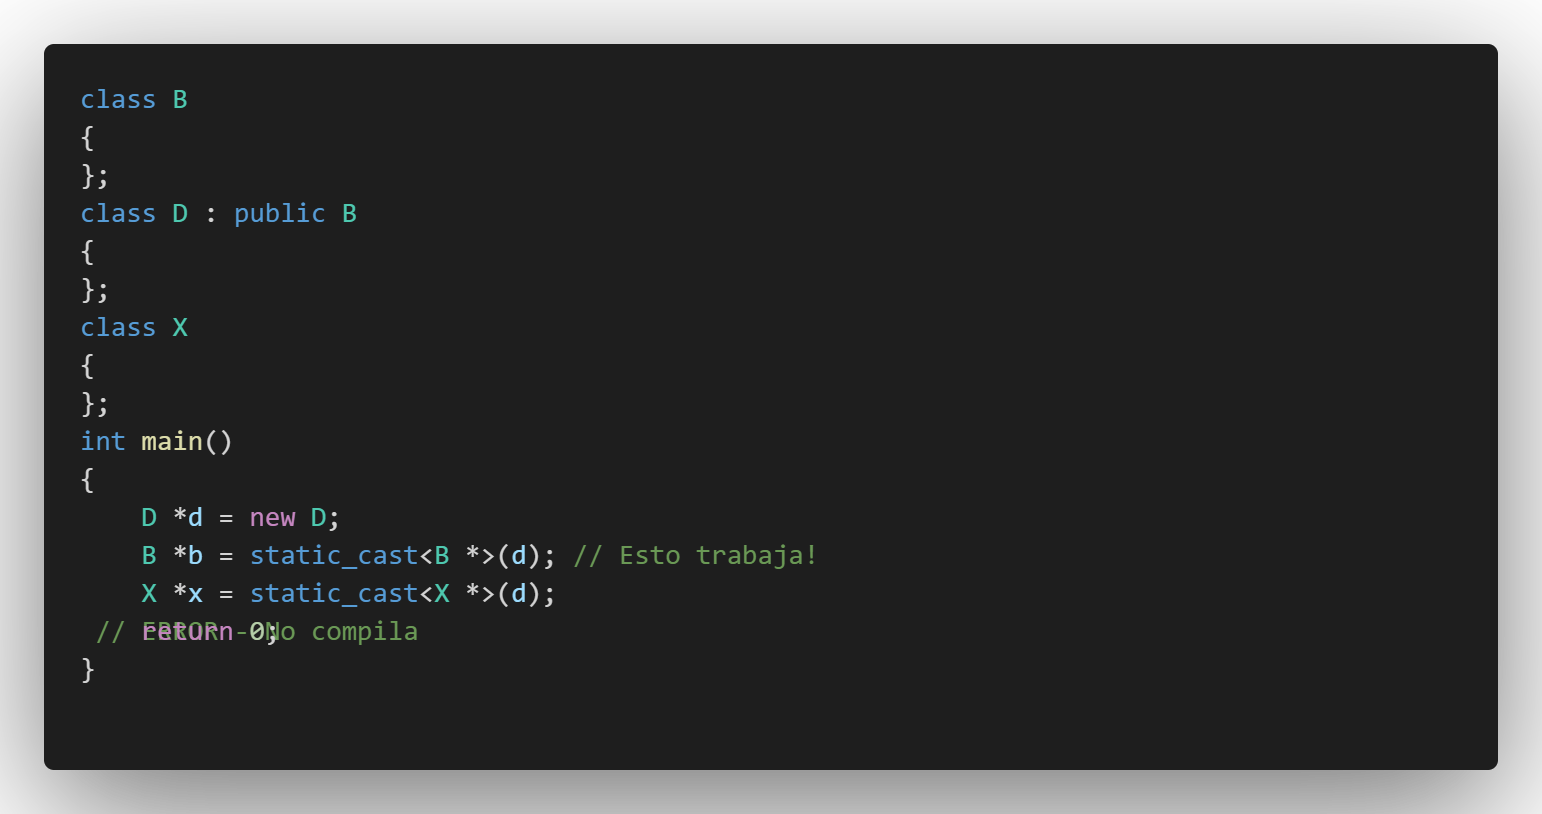 class B
{
};
class D : public B
{
};
class X
{
};
int main()
{
    D *d = new D;
    B *b = static_cast<B *>(d); // Esto trabaja!
    X *x = static_cast<X *>(d);
 // ERROR - No compila
    return 0;
}